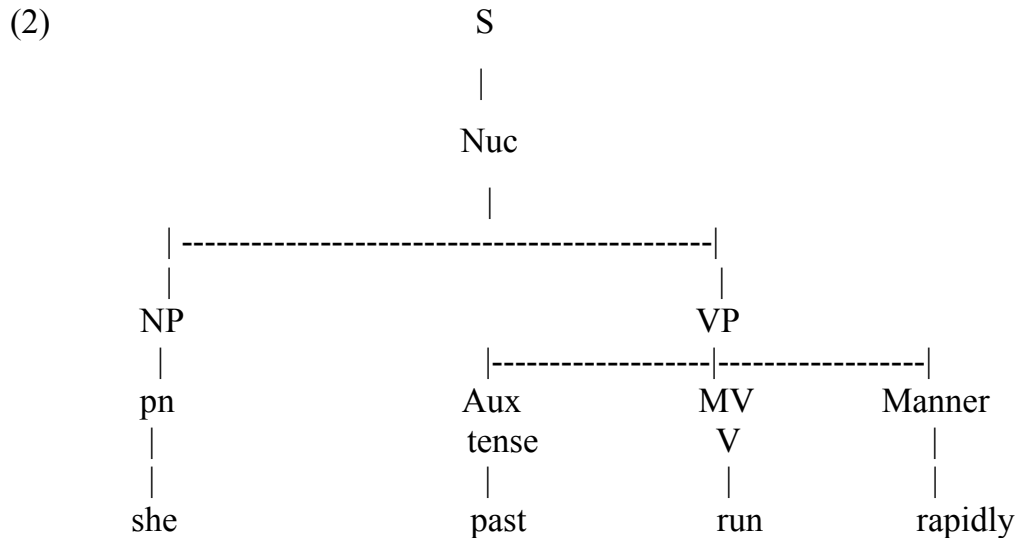 (2) S
Nuc
NP VP
pn Aux MV Manner
tense V
she past run rapidly